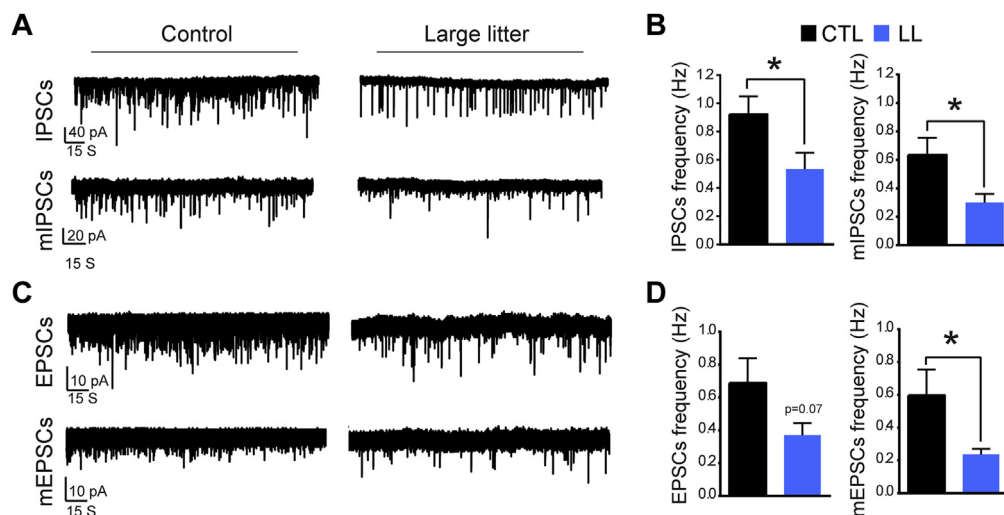 A
Control
Large litter
IPSCs
40 pA
15 S
mIPSCs
20 pA
15 S
B
CTL LL
IPSCs frequency (Hz)
1.2
1.0
0.8
0.6
0.4
0.2
0.0
*
mIPSCs frequency (Hz)
1.2
1.0
0.8
0.6
0.4
0.2
0.0
*
C
EPSCs
10 pA
15 S
mEPSCs
10 pA
15 S
D
EPSCs frequency (Hz)
1.0
0.8
0.6
0.4
0.2
0.0
p=0.07
mEPSCs frequency (Hz)
1.0
0.8
0.6
0.4
0.2
0.0
*